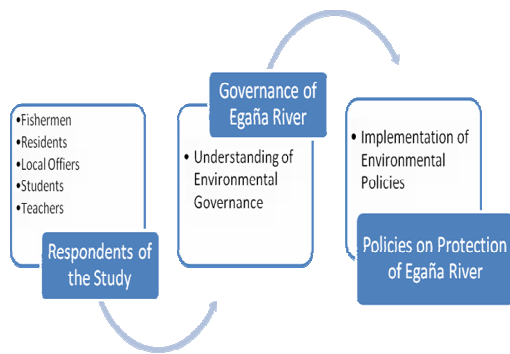 •Fishermen
•Residents
•Local Offiers
•Students
•Teachers
Respondents of
the Study
Governance of
Egaña River
• Understanding of
Environmental
Governance
• Implementation of
Environmental
Policies
Policies on Protection
of Egaña River